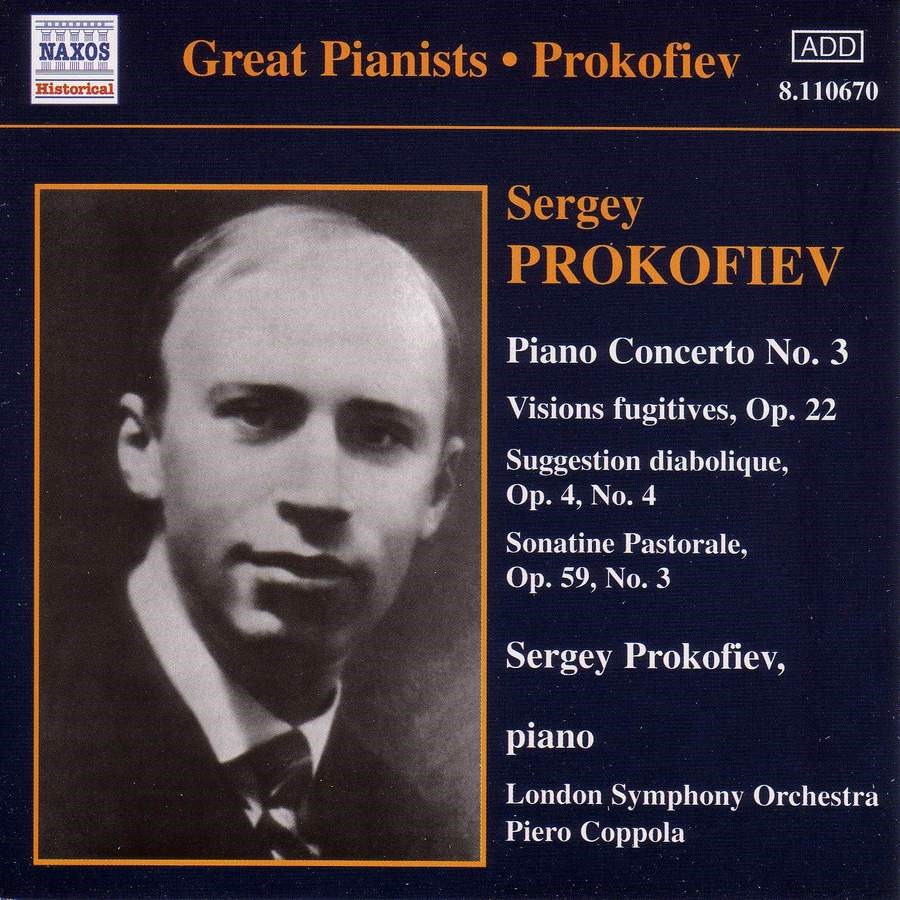 NAXOS
Historical
Great Pianists • Prokofiev
ADD
8.110670
Sergey
PROKOFIEV
Piano Concerto No. 3
Visions fugitives, Op. 22
Suggestion diabolique,
Op. 4, No. 4
Sonatine Pastorale,
Op. 59, No. 3
Sergey Prokofiev,
piano
London Symphony Orchestra
Piero Coppola